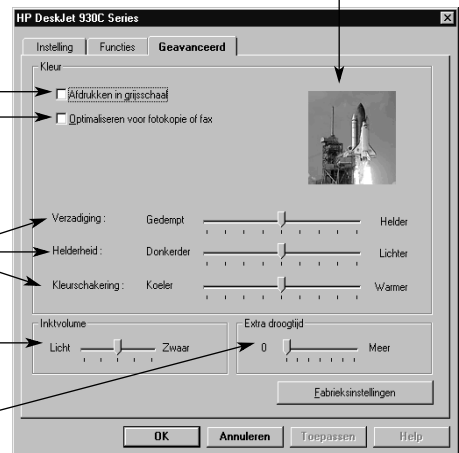 HP DeskJet 930C Series
Instelling Functies Geavanceerd
Kleur
Afdrukken in grijsschaal
Optimaliseren voor fotokopie of fax
Verzadiging : Gedempt Helder
Helderheid : Donkerder Lichter
Kleurschakering : Koeler Warmer
Inktvolume Extra droogtijd
Licht Zwaar 0 Meer
Fabrieksinstellingen
OK Annuleren Toepassen Help